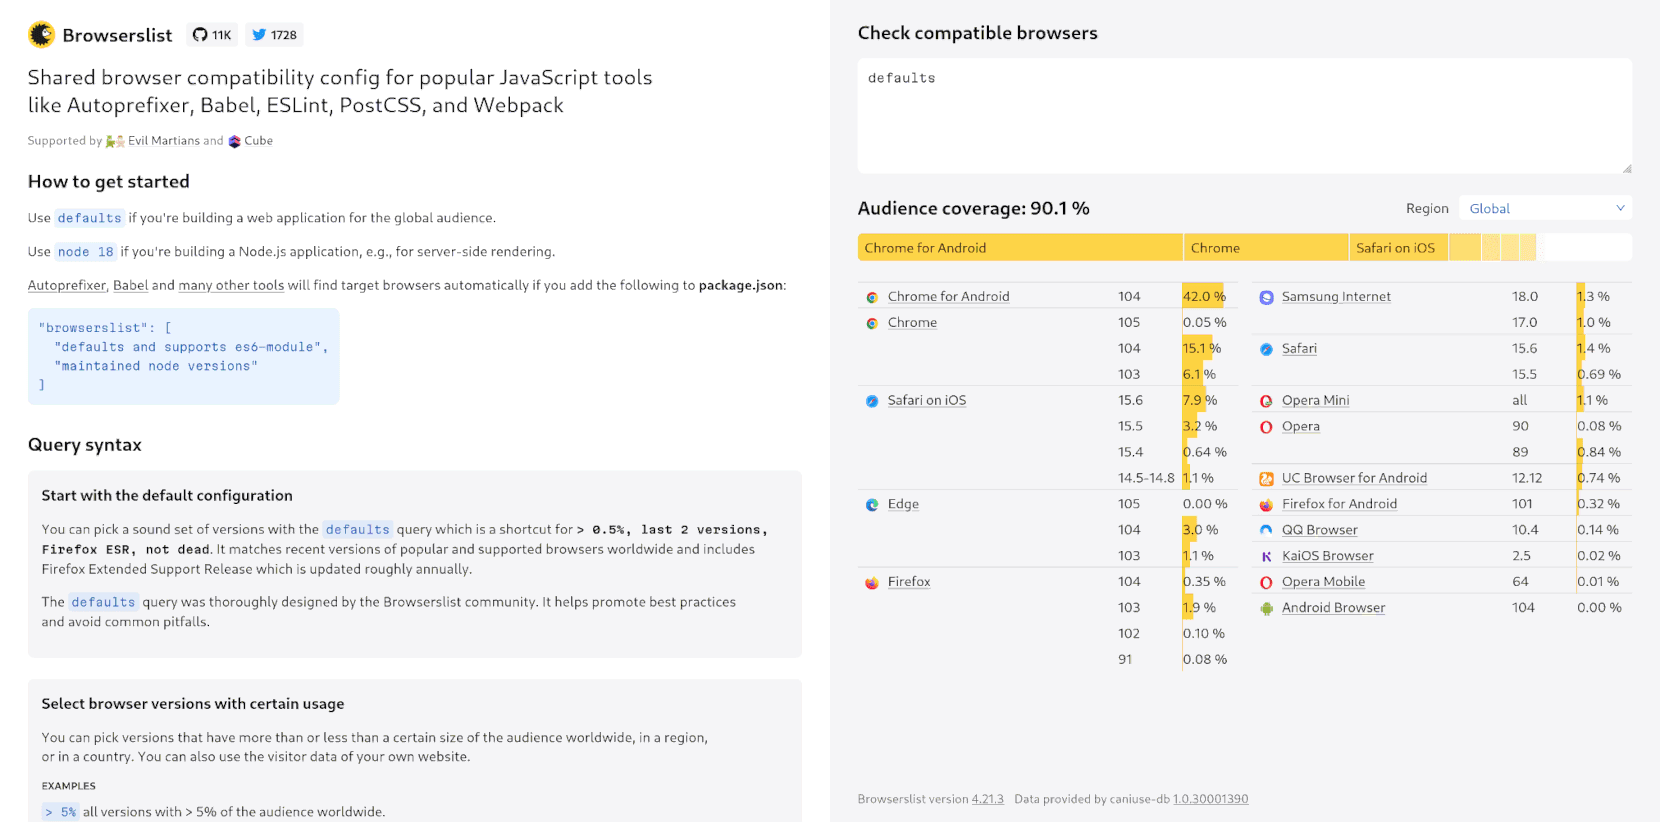 Browserslist 11K 1728
Shared browser compatibility config for popular JavaScript tools
like Autoprefixer, Babel, ESLint, PostCSS, and Webpack
Supported by Evil Martians and Cube
How to get started
Use defaults if you're building a web application for the global audience.
Use node 18 if you're building a Node.js application, e.g., for server-side rendering.
Autoprefixer, Babel and many other tools will find target browsers automatically if you add the following to package.json:
"browserslist": [
"defaults and supports es6-module",
"maintained node versions"
]
Query syntax
Start with the default configuration
You can pick a sound set of versions with the defaults query which is a shortcut for > 0.5%, last 2 versions,
Firefox ESR, not dead. It matches recent versions of popular and supported browsers worldwide and includes
Firefox Extended Support Release which is updated roughly annually.
The defaults query was thoroughly designed by the Browserslist community. It helps promote best practices
and avoid common pitfalls.
Select browser versions with certain usage
You can pick versions that have more than or less than a certain size of the audience worldwide, in a region,
or in a country. You can also use the visitor data of your own website.
EXAMPLES
> 5% all versions with > 5% of the audience worldwide.
Check compatible browsers
defaults
Audience coverage: 90.1 %
Region Global
Chrome for Android Chrome Safari on iOS
Chrome for Android 104 42.0 %
Chrome 105 0.05 %
104 15.1 %
103 6.1 %
Safari on iOS 15.6 7.9 %
15.5 3.2 %
15.4 0.64 %
14.5-14.8 1.1 %
Edge 105 0.00 %
104 3.0 %
103 1.1 %
Firefox 104 0.35 %
103 1.9 %
102 0.10 %
91 0.08 %
Samsung Internet 18.0 1.3 %
17.0 1.0 %
Safari 15.6 1.4 %
15.5 0.69 %
Opera Mini all 1.1 %
Opera 90 0.08 %
89 0.84 %
UC Browser for Android 12.12 0.74 %
Firefox for Android 101 0.32 %
QQ Browser 10.4 0.14 %
KaiOS Browser 2.5 0.02 %
Opera Mobile 64 0.01 %
Android Browser 104 0.00 %
Browserslist version 4.21.3 Data provided by caniuse-db 1.0.30001390